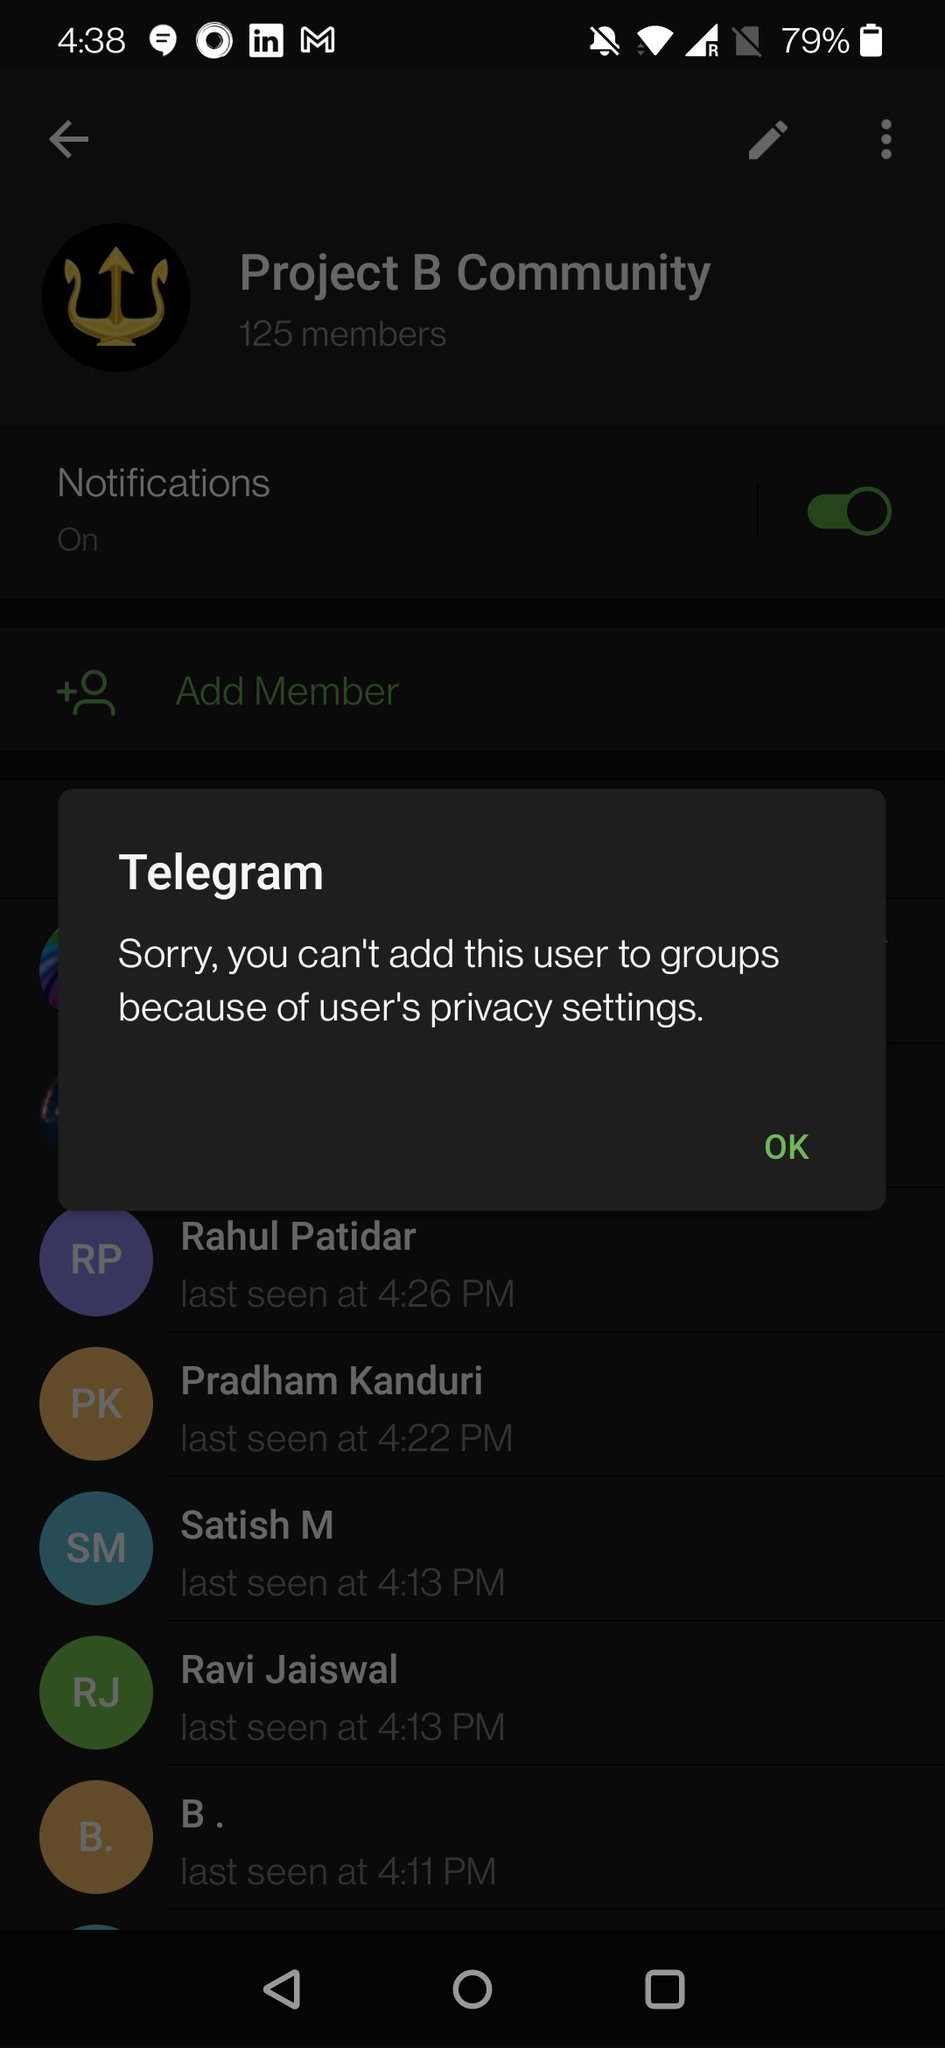 4:38
R 79%
Project B Community
125 members
Notifications
On
Add Member
Telegram
Sorry, you can't add this user to groups
because of user's privacy settings.
OK
RP Rahul Patidar
last seen at 4:26 PM
PK Pradham Kanduri
last seen at 4:22 PM
SM Satish M
last seen at 4:13 PM
RJ Ravi Jaiswal
last seen at 4:13 PM
B. B .
last seen at 4:11 PM